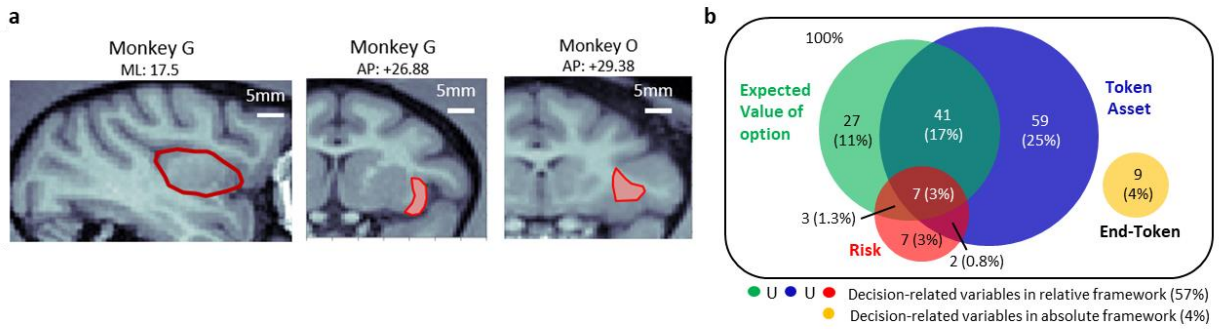 a
Monkey G
ML: 17.5
5mm
Monkey G
AP: +26.88
5mm
Monkey O
AP: +29.38
5mm
b
100%
Expected
Value of
option
27
(11%)
41
(17%)
59
(25%)
Token
Asset
9
(4%)
End-Token
7 (3%)
3 (1.3%)
7 (3%)
Risk
2 (0.8%)
U U Decision-related variables in relative framework (57%)
Decision-related variables in absolute framework (4%)